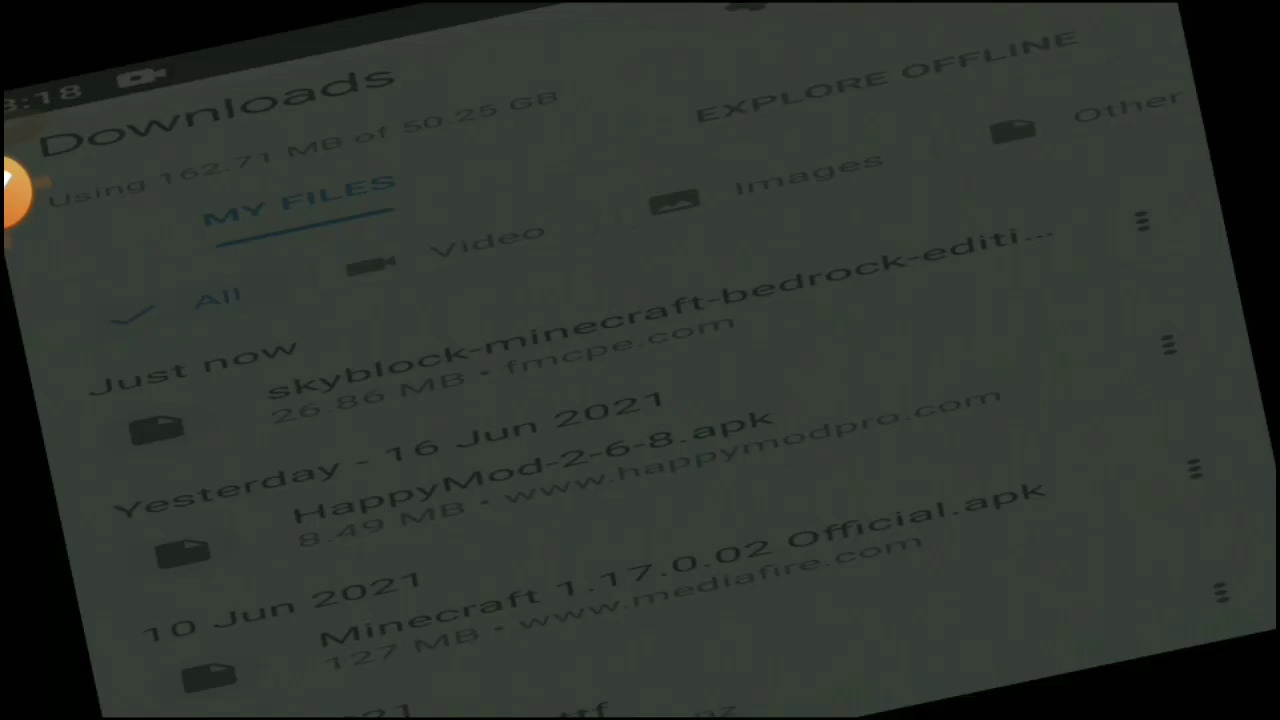 3:18
Downloads
Using 162.71 MB of 50.25 GB
MY FILES
EXPLORE OFFLINE
All
Video
Images
Other
Just now
skyblock-minecraft-bedrock-editi...
26.86 MB • fmcpe.com
Yesterday - 16 Jun 2021
HappyMod-2-6-8.apk
8.49 MB • www.happymodpro.com
10 Jun 2021
Minecraft 1.17.0.02 Official.apk
127 MB • www.mediafire.com